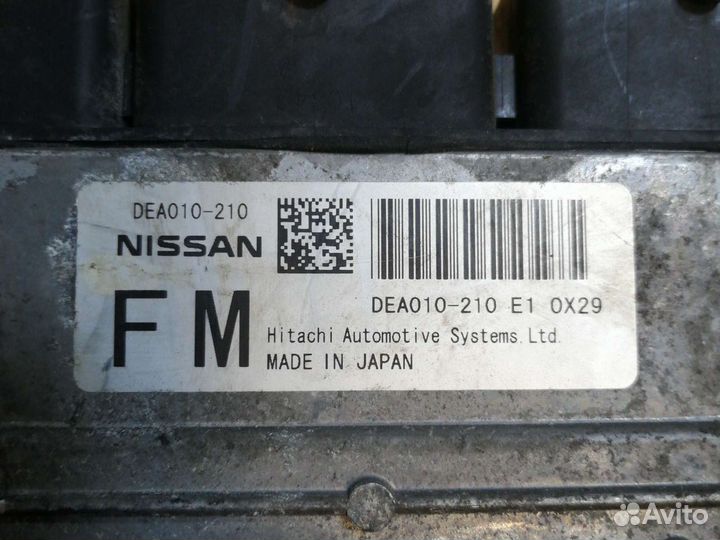 DEA010-210
NISSAN
FM
DEA010-210 E1 0X29
Hitachi Automotive Systems.Ltd.
MADE IN JAPAN
Avito